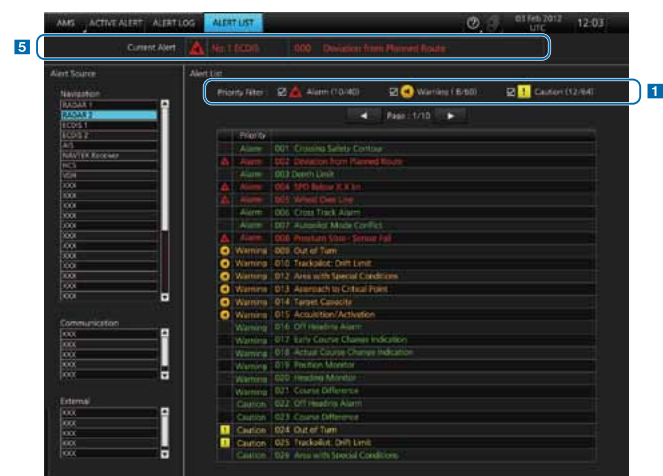 AMS ACTIVE ALERT ALERT LOG ALERT LIST 03 Feb 2012 12:03
5
Current Alert No. 1 ECDIS 000 Deviation from Planned Route
Alert Source
Alert List
1
Priority Filter : Alarm (10/40) Warning ( 8/60) Caution (12/64)
Page : 1/10
Navigation
RADAR 1
RADAR 2
ECDIS 1
ECDIS 2
AIS
NAVTEX Receiver
HCS
VDR
XXX
XXX
XXX
XXX
XXX
XXX
XXX
XXX
XXX
XXX
XXX
XXX
Communication
XXX
XXX
XXX
XXX
XXX
External
XXX
XXX
XXX
XXX
XXX
Priority
Alarm 001 Crossing Safety Contour
Alarm 002 Deviation from Planned Route
Alarm 003 Depth Limit
Alarm 004 SPD Below X.X kn
Alarm 005 Wheel Over Line
Alarm 006 Cross Track Alarm
Alarm 007 Autopilot Mode Conflict
Alarm 008 Sensor Fail
Warning 009 Out of Turn
Warning 010 Trackpilot: Drift Limit
Warning 012 Area with Special Conditions
Warning 013 Approach to Critical Point
Warning 014 Target Capacity
Warning 015 Acquisition/Activation
Warning 016 Off Heading Alarm
Warning 017 Early Course Change Indication
Warning 018 Actual Course Change Indication
Warning 019 Position Monitor
Warning 020 Heading Monitor
Warning 021 Course Difference
Caution 022 Off Heading Alarm
Caution 023 Course Difference
Caution 024 Out of Turn
Caution 025 Trackpilot: Drift Limit
Caution 026 Area with Special Conditions